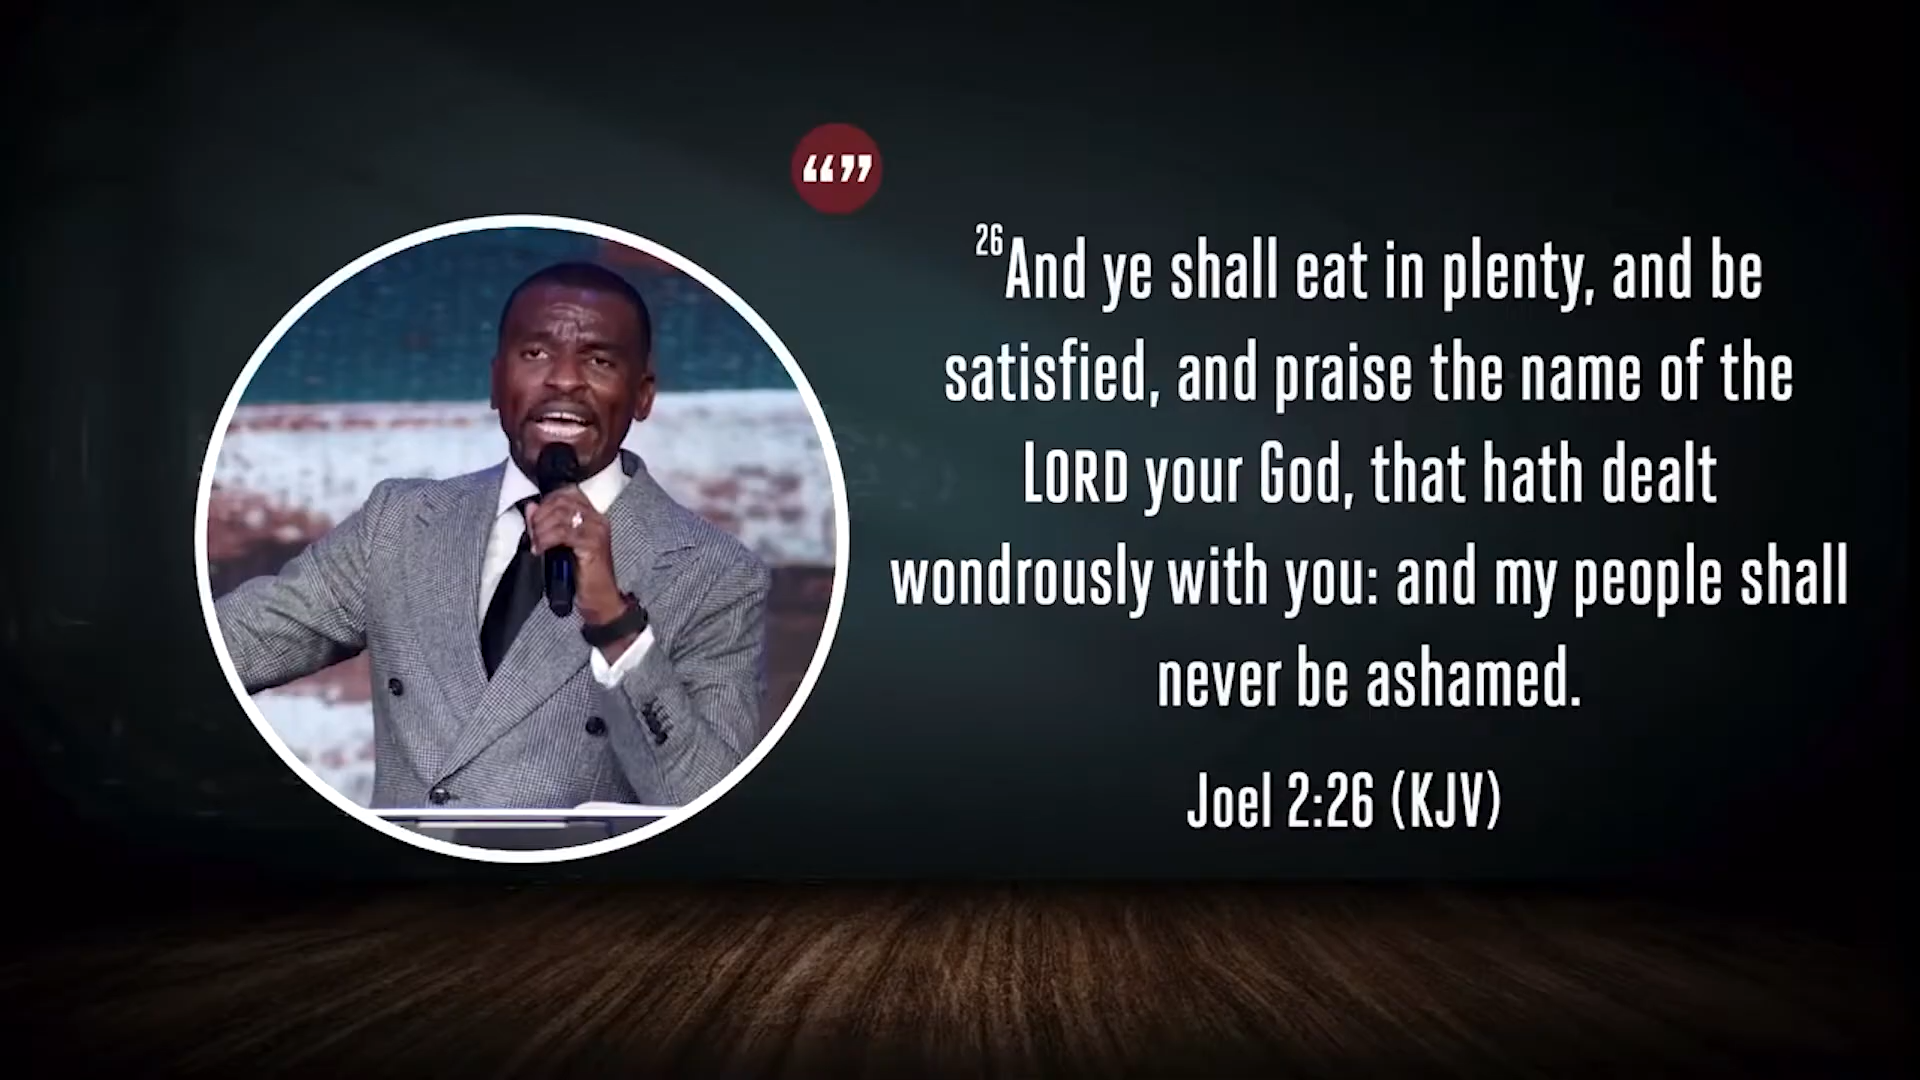 “”
26And ye shall eat in plenty, and be
satisfied, and praise the name of the
LORD your God, that hath dealt
wondrously with you: and my people shall
never be ashamed.
Joel 2:26 (KJV)